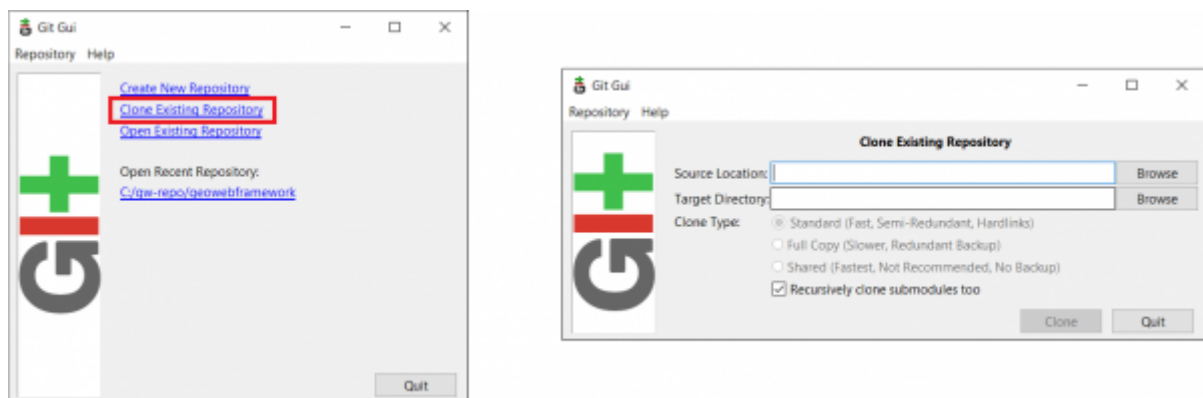 Git Gui
Repository Help
Create New Repository
Clone Existing Repository
Open Existing Repository
Open Recent Repository:
C:/gw-repo/geowebframework
GIT
Quit
Git Gui
Repository Help
Clone Existing Repository
Source Location: Browse
Target Directory: Browse
Clone Type: Standard (Fast, Semi-Redundant, Hardlinks)
Full Copy (Slower, Redundant Backup)
Shared (Fastest, Not Recommended, No Backup)
Recursively clone submodules too
GIT
Clone Quit